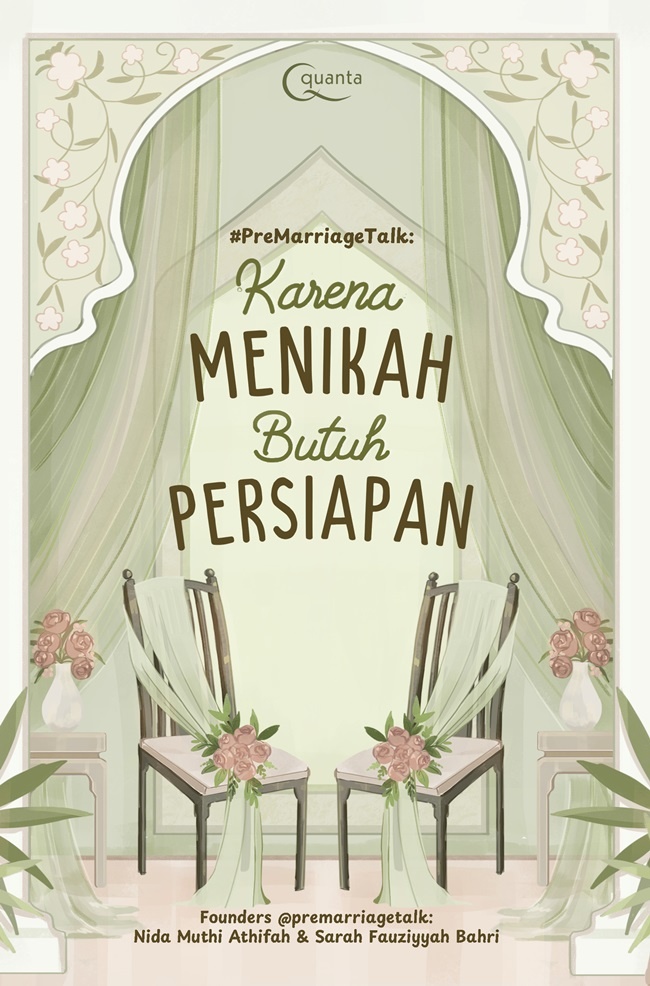 quanta
#PreMarriageTalk:
Karena
MENIKAH
Butuh
PERSIAPAN
Founders @premarriagetalk:
Nida Muthi Athifah & Sarah Fauziyyah Bahri